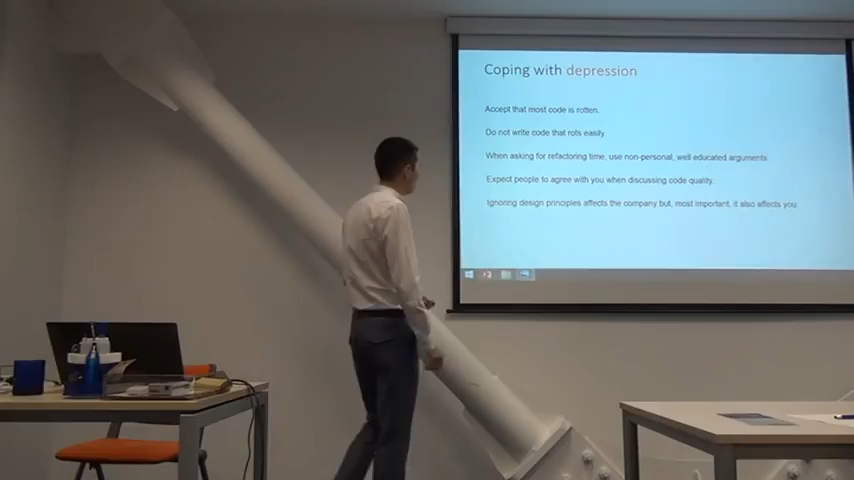 Coping with depression
Accept that most code is rotten.
Do not write code that rots easily
When asking for refactoring time, use non-personal, well educated arguments.
Expect people to agree with you when discussing code quality.
Ignoring design principles affects the company but, most important, it also affects you